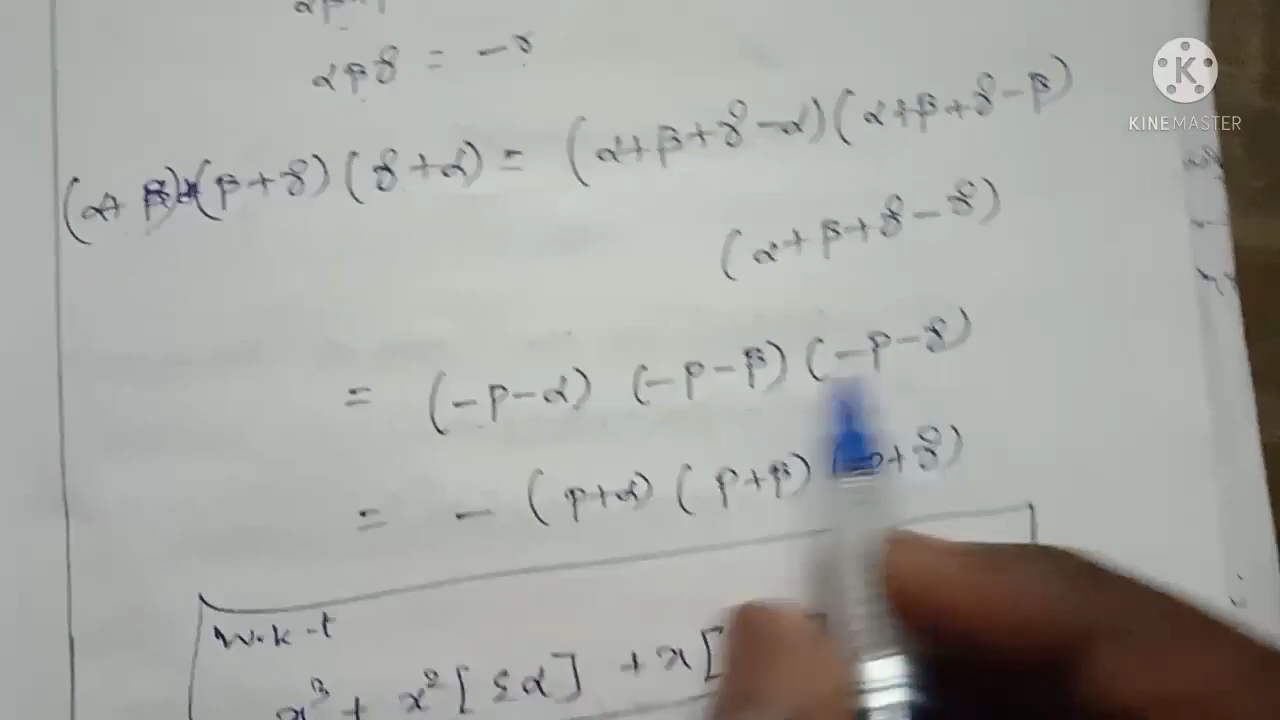 αβγ = -r
(α+β)(β+γ)(γ+α) = (α+β+γ-α)(α+β+γ-β)
(α+β+γ-γ)
= (-p-α) (-p-β) (-p-γ)
= - (p+α) (p+β) +γ)
W.k.t
x³ + x² [Σα] + x[
KINEMASTER